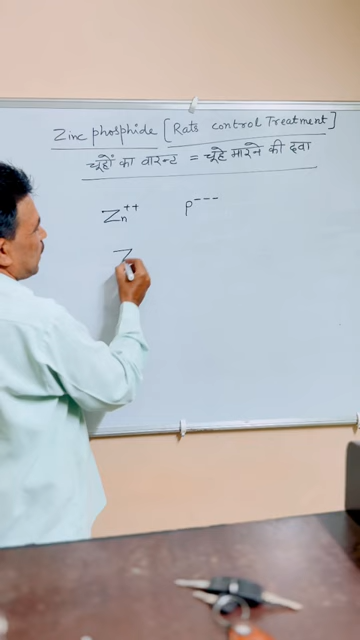 Zinc phosphide [Rats control Treatment]
चूहों का वारन्ट = चूहे मारने की दवा
Zn++ P---
Z